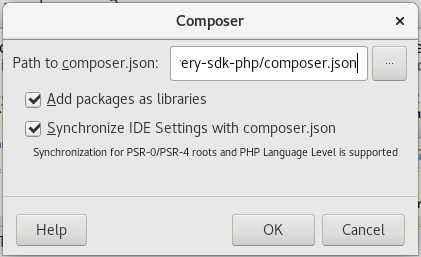 Composer
Path to composer.json: ery-sdk-php/composer.json ...
Add packages as libraries
Synchronize IDE Settings with composer.json
Synchronization for PSR-0/PSR-4 roots and PHP Language Level is supported
Help OK Cancel